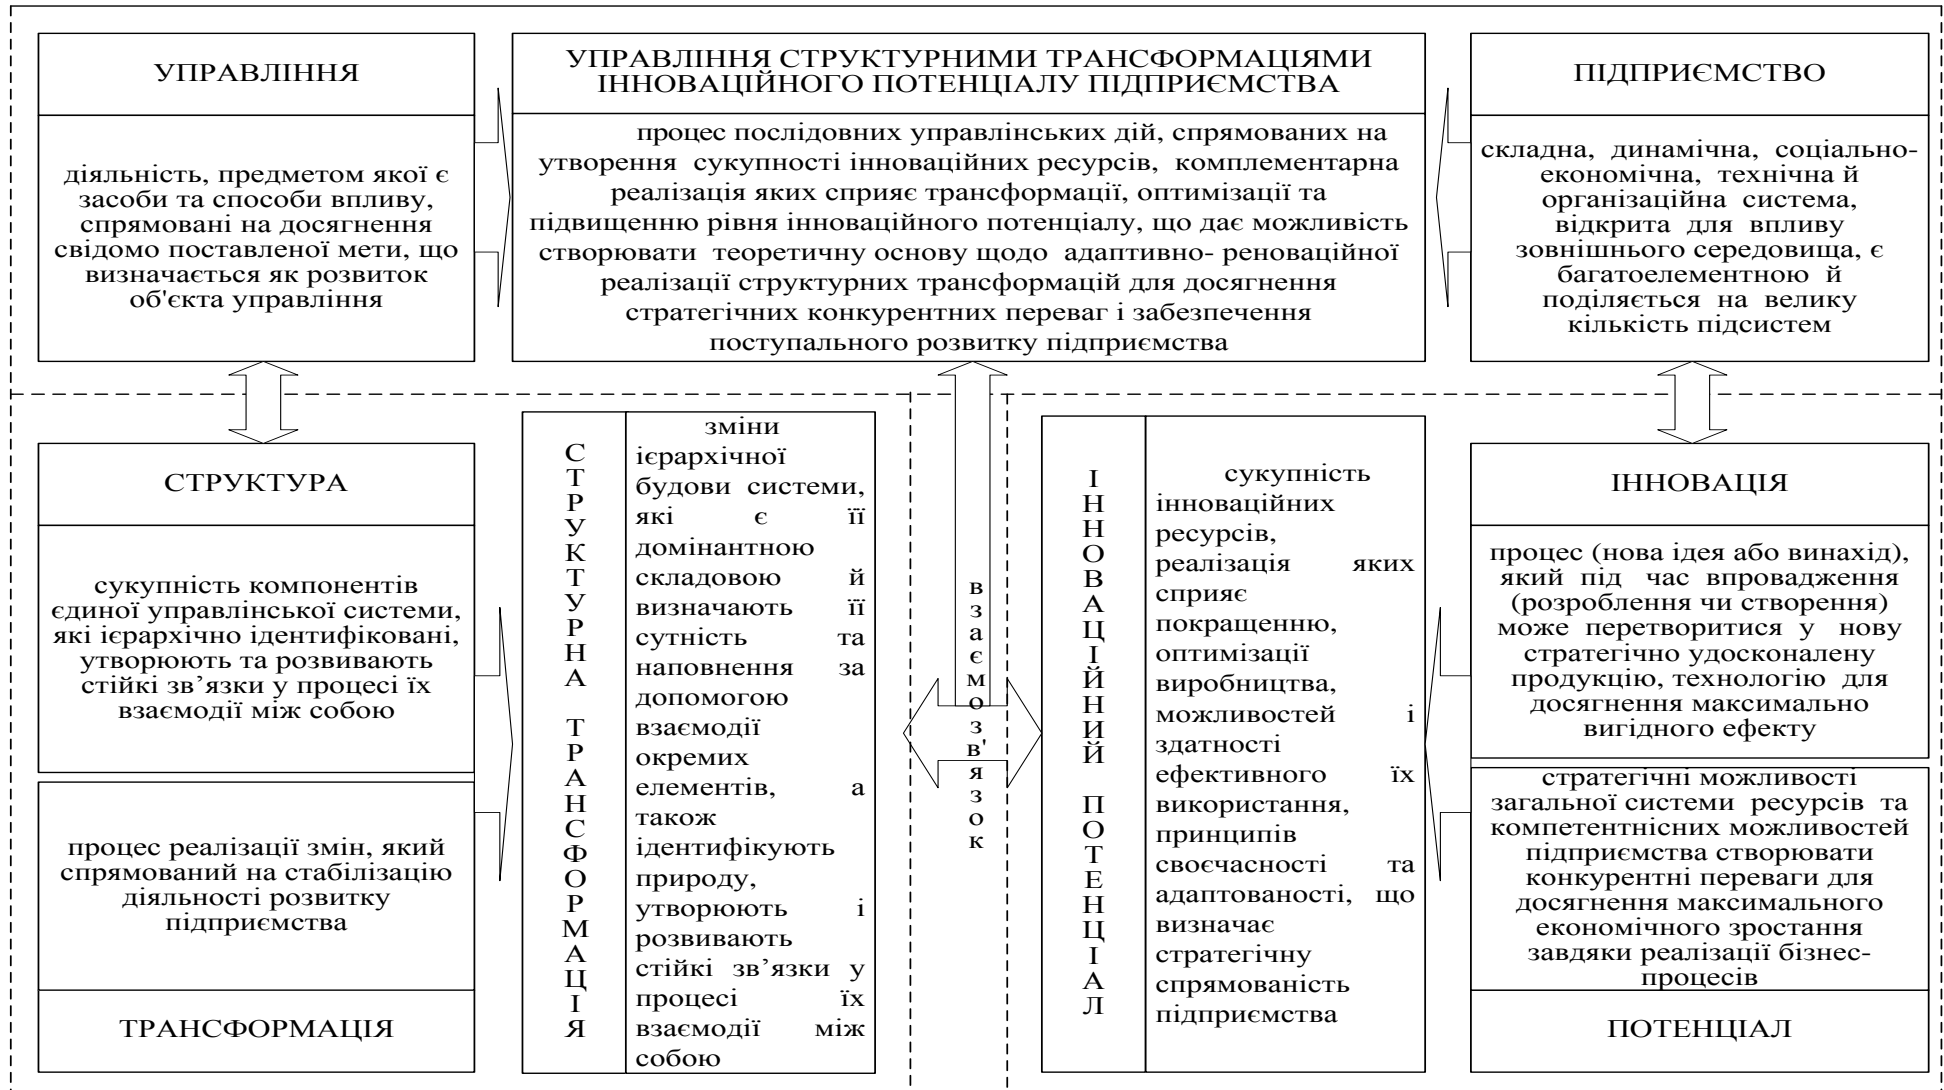 УПРАВЛІННЯ
діяльність, предметом якої є
засоби та способи впливу,
спрямовані на досягнення
свідомо поставленої мети, що
визначається як розвиток
об'єкта управління
УПРАВЛІННЯ СТРУКТУРНИМИ ТРАНСФОРМАЦІЯМИ
ІННОВАЦІЙНОГО ПОТЕНЦІАЛУ ПІДПРИЄМСТВА
процес послідовних управлінських дій, спрямованих на
утворення сукупності інноваційних ресурсів, комплементарна
реалізація яких сприяє трансформації, оптимізації та
підвищенню рівня інноваційного потенціалу, що дає можливість
створювати теоретичну основу щодо адаптивно- реноваційної
реалізації структурних трансформацій для досягнення
стратегічних конкурентних переваг і забезпечення
поступального розвитку підприємства
ПІДПРИЄМСТВО
складна, динамічна, соціально-
економічна, технічна й
організаційна система,
відкрита для впливу
зовнішнього середовища, є
багатоелементною й
поділяється на велику
кількість підсистем
СТРУКТУРА
сукупність компонентів
єдиної управлінської системи,
які ієрархічно ідентифіковані,
утворюють та розвивають
стійкі зв’язки у процесі їх
взаємодії між собою
процес реалізації змін, який
спрямований на стабілізацію
діяльності розвитку
підприємства
ТРАНСФОРМАЦІЯ
СТРУКТУРНА ТРАНСФОРМАЦІЯ
зміни
ієрархічної
будови системи,
які є її
домінантною
складовою й
визначають її
сутність та
наповнення за
допомогою
взаємодії
окремих
елементів, а
також
ідентифікують
природу,
утворюють і
розвивають
стійкі зв’язки у
процесі їх
взаємодії між
собою
взаємозв'язок
ІННОВАЦІЙНИЙ ПОТЕНЦІАЛ
сукупність
інноваційних
ресурсів,
реалізація яких
сприяє
покращенню,
оптимізації
виробництва,
можливостей і
здатності
ефективного їх
використання,
принципів
своєчасності та
адаптованості, що
визначає
стратегічну
спрямованість
підприємства
ІННОВАЦІЯ
процес (нова ідея або винахід),
який під час впровадження
(розроблення чи створення)
може перетворитися у нову
стратегічно удосконалену
продукцію, технологію для
досягнення максимально
вигідного ефекту
стратегічні можливості
загальної системи ресурсів та
компетентнісних можливостей
підприємства створювати
конкурентні переваги для
досягнення максимального
економічного зростання
завдяки реалізації бізнес-
процесів
ПОТЕНЦІАЛ